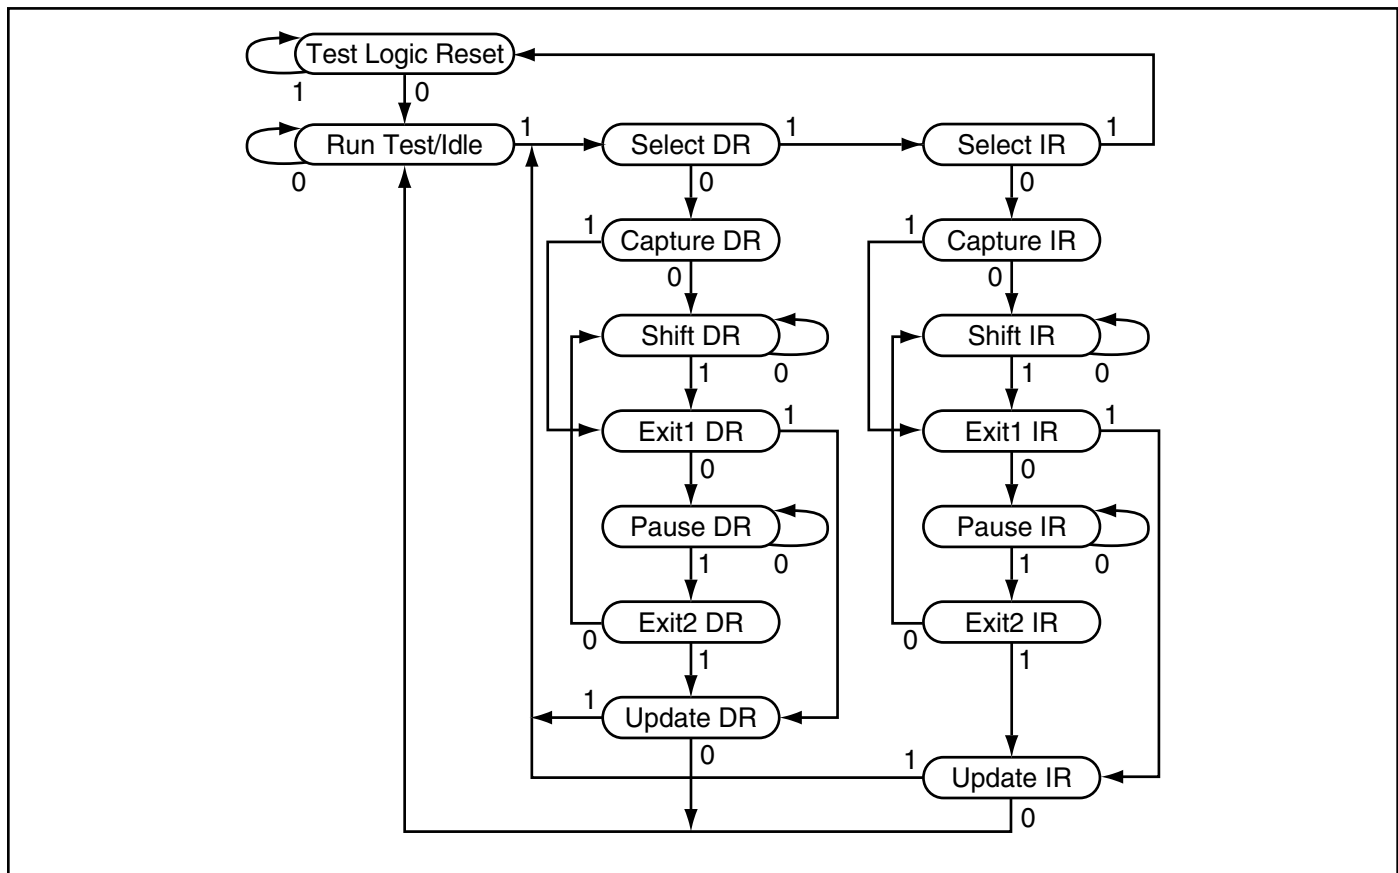 Test Logic Reset
1 0
Run Test/Idle 1 Select DR 1 Select IR 1
0 0 0
1 Capture DR 1 Capture IR
0 0
Shift DR Shift IR
1 0 1 0
Exit1 DR 1 Exit1 IR 1
0 0
Pause DR Pause IR
1 0 1 0
Exit2 DR Exit2 IR
0 1 0 1
1 Update DR
0 1 Update IR
0